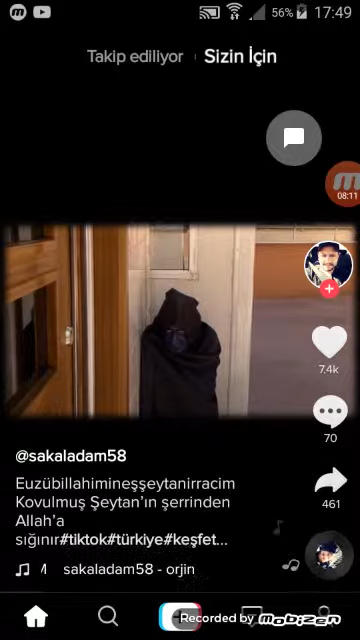 56% 17:49
Takip ediliyor Sizin İçin
08:11
7.4k
70
461
@sakaladam58
Euzübillahimineşşeytanirracim
Kovulmuş Şeytan’ın şerrinden
Allah’a
sığınır#tiktok#türkiye#keşfet...
sakaladam58 - orjin
Recorded by MOBIZEN